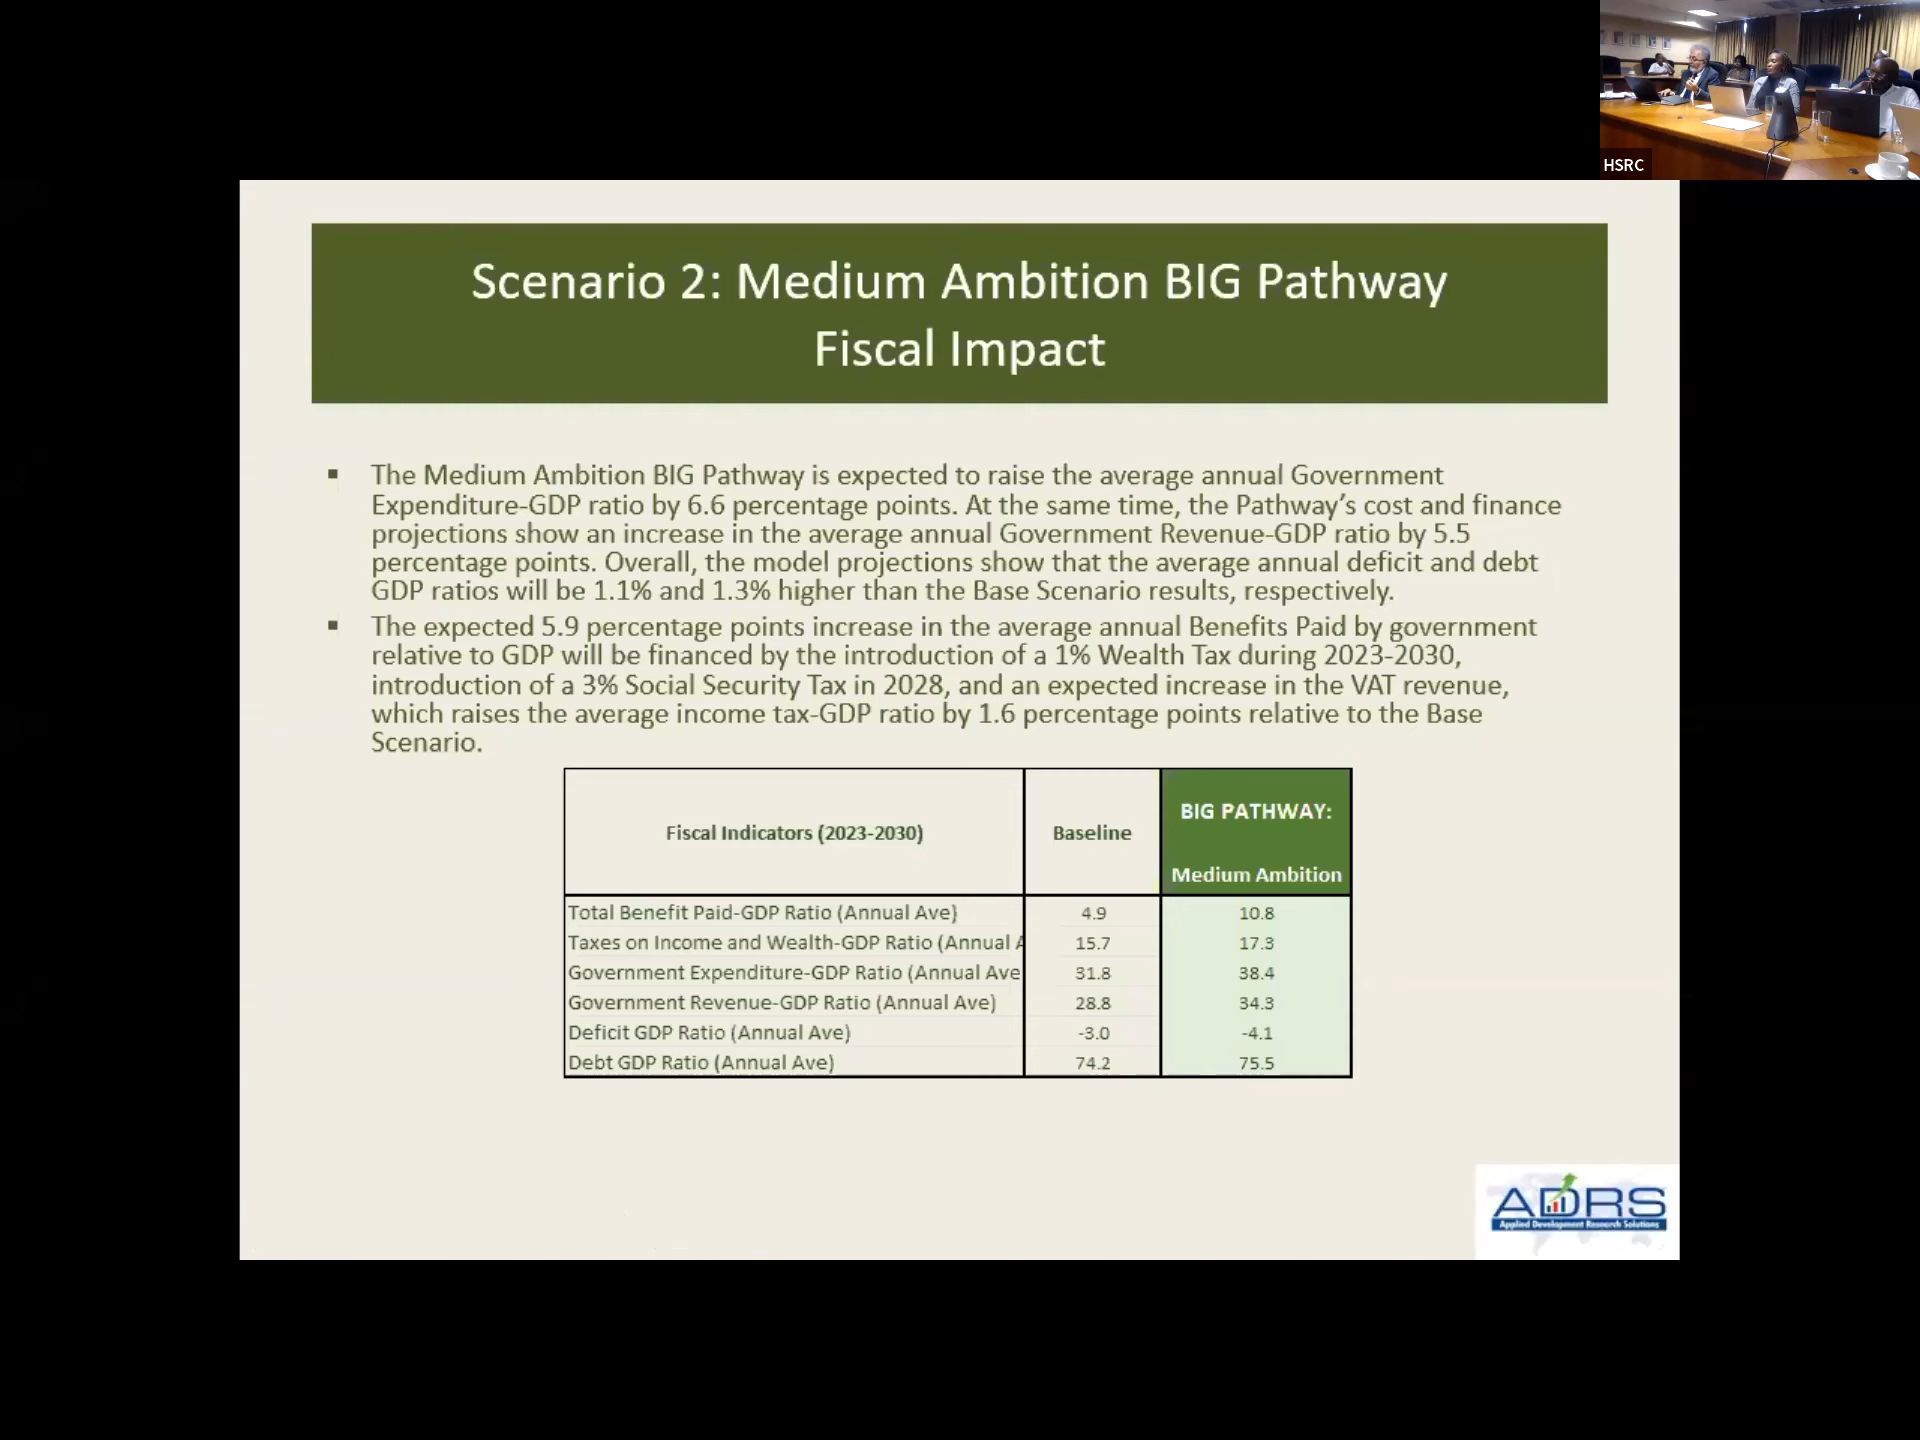 HSRC
Scenario 2: Medium Ambition BIG Pathway
Fiscal Impact
▪ The Medium Ambition BIG Pathway is expected to raise the average annual Government
Expenditure-GDP ratio by 6.6 percentage points. At the same time, the Pathway’s cost and finance
projections show an increase in the average annual Government Revenue-GDP ratio by 5.5
percentage points. Overall, the model projections show that the average annual deficit and debt
GDP ratios will be 1.1% and 1.3% higher than the Base Scenario results, respectively.
▪ The expected 5.9 percentage points increase in the average annual Benefits Paid by government
relative to GDP will be financed by the introduction of a 1% Wealth Tax during 2023-2030,
introduction of a 3% Social Security Tax in 2028, and an expected increase in the VAT revenue,
which raises the average income tax-GDP ratio by 1.6 percentage points relative to the Base
Scenario.
Fiscal Indicators (2023-2030) Baseline BIG PATHWAY:
Medium Ambition
Total Benefit Paid-GDP Ratio (Annual Ave) 4.9 10.8
Taxes on Income and Wealth-GDP Ratio (Annual A 15.7 17.3
Government Expenditure-GDP Ratio (Annual Ave 31.8 38.4
Government Revenue-GDP Ratio (Annual Ave) 28.8 34.3
Deficit GDP Ratio (Annual Ave) -3.0 -4.1
Debt GDP Ratio (Annual Ave) 74.2 75.5
ADRS
Applied Development Research Solutions